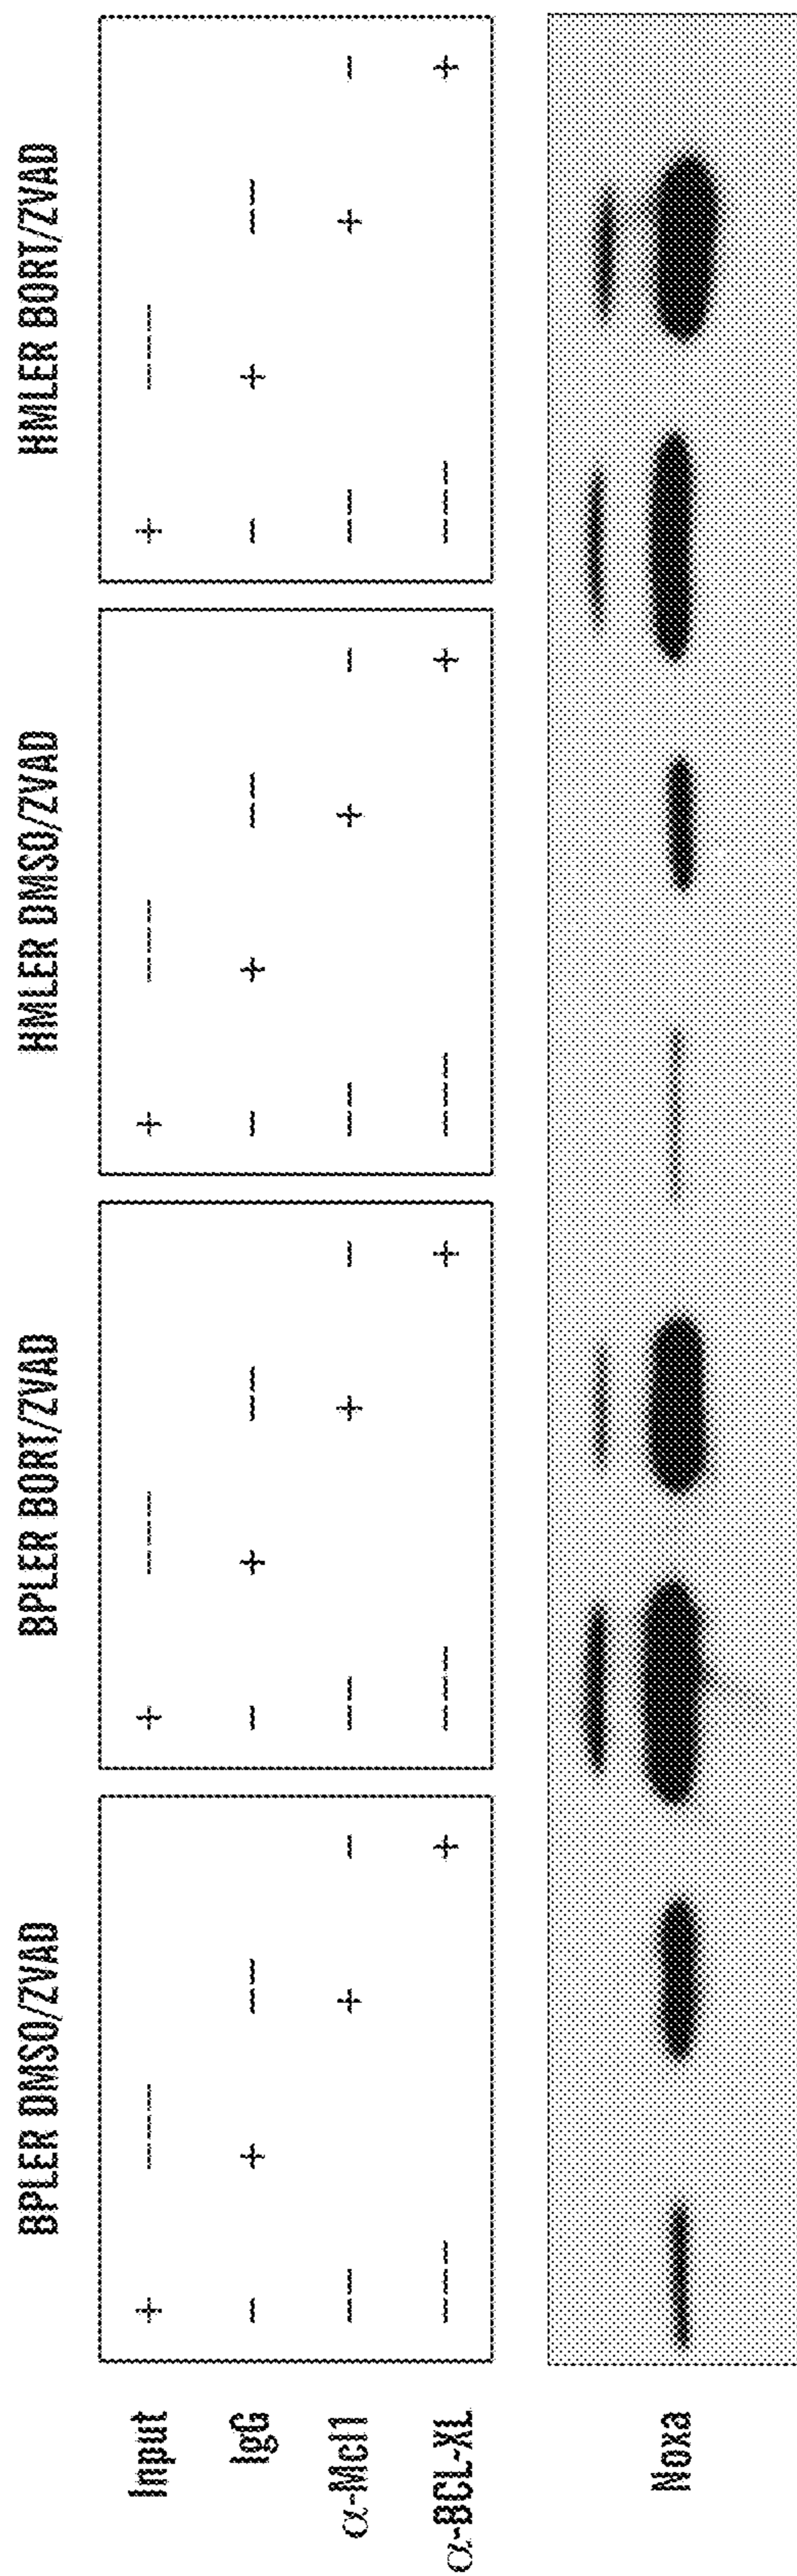 BPLER DMSO/ZVAD BPLER BORT/ZVAD HMLER DMSO/ZVAD HMLER BORT/ZVAD
Input + --- + --- + --- + ---
IgG - + -- - + -- - + -- - + --
α-Mcl1 -- + - -- + - -- + - -- + -
α-BCL-XL --- + --- + --- + --- +
Noxa